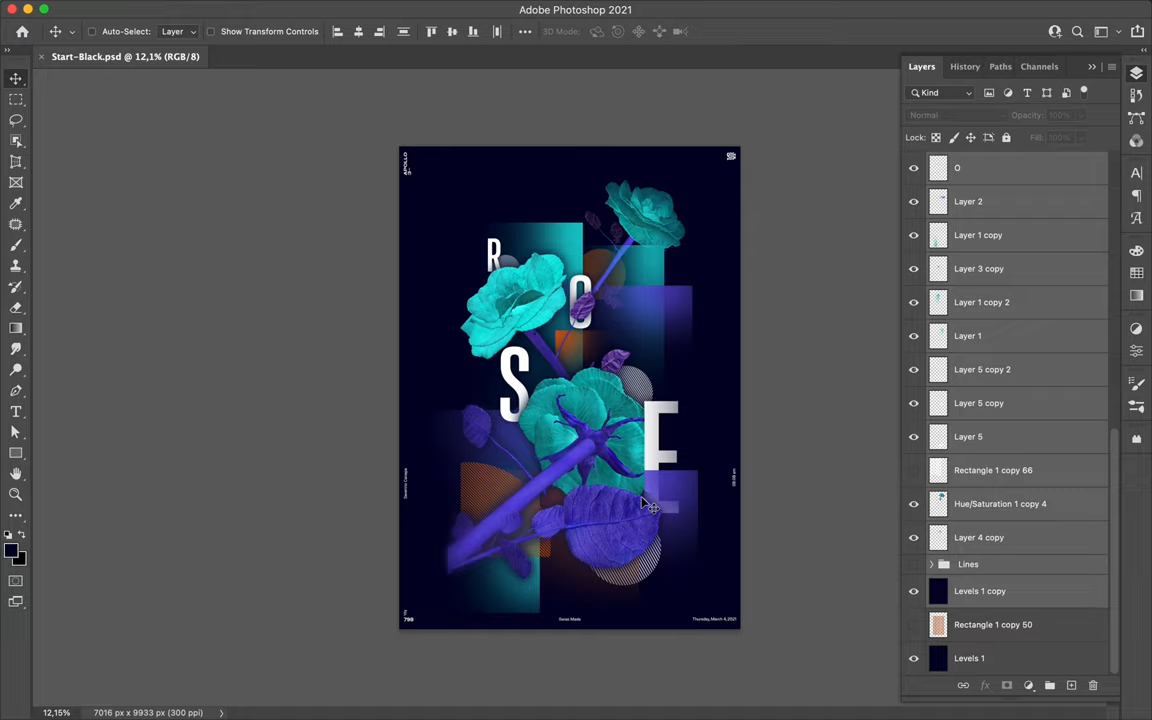 Adobe Photoshop 2021
Auto-Select:
Layer
Show Transform Controls
3D Mode:
Start-Black.psd @ 12,1% (RGB/8)
Layers
History
Paths
Channels
Kind
Normal
Opacity:
100%
Lock:
Fill:
100%
O
Layer 2
Layer 1 copy
Layer 3 copy
Layer 1 copy 2
Layer 1
Layer 5 copy 2
Layer 5 copy
Layer 5
Rectangle 1 copy 66
Hue/Saturation 1 copy 4
Layer 4 copy
Lines
Levels 1 copy
Rectangle 1 copy 50
Levels 1
APOLLO
R
O
S
E
798
Thursday, March 4, 2021
12,15%
7016 px x 9933 px (300 ppi)